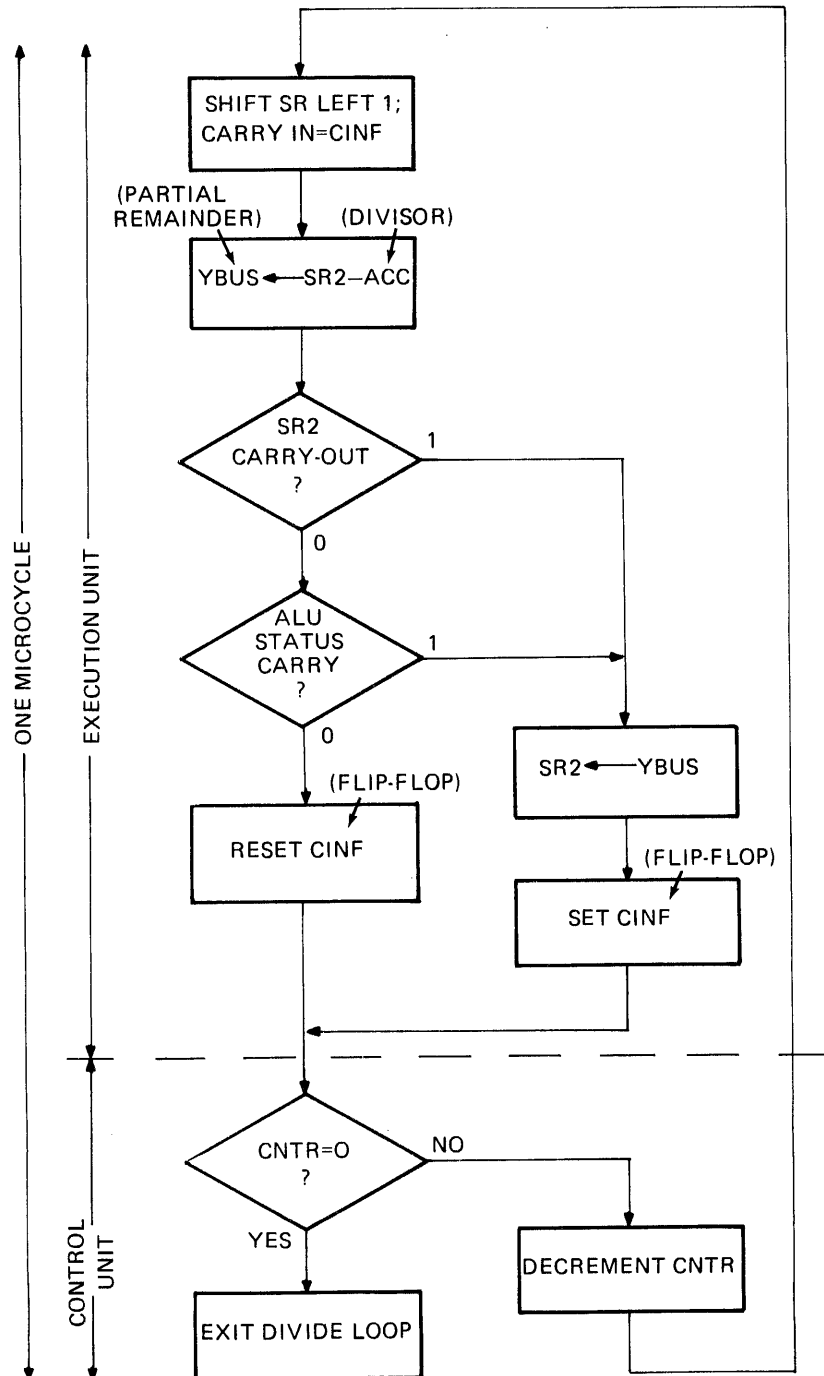 SHIFT SR LEFT 1;
CARRY IN=CINF
(PARTIAL
REMAINDER)
(DIVISOR)
YBUS←SR2–ACC
SR2
CARRY-OUT
?
1
0
ALU
STATUS
CARRY
?
1
0
SR2←YBUS
(FLIP-FLOP)
RESET CINF
(FLIP-FLOP)
SET CINF
ONE MICROCYCLE
EXECUTION UNIT
CNTR=O
?
NO
YES
DECREMENT CNTR
EXIT DIVIDE LOOP
CONTROL
UNIT